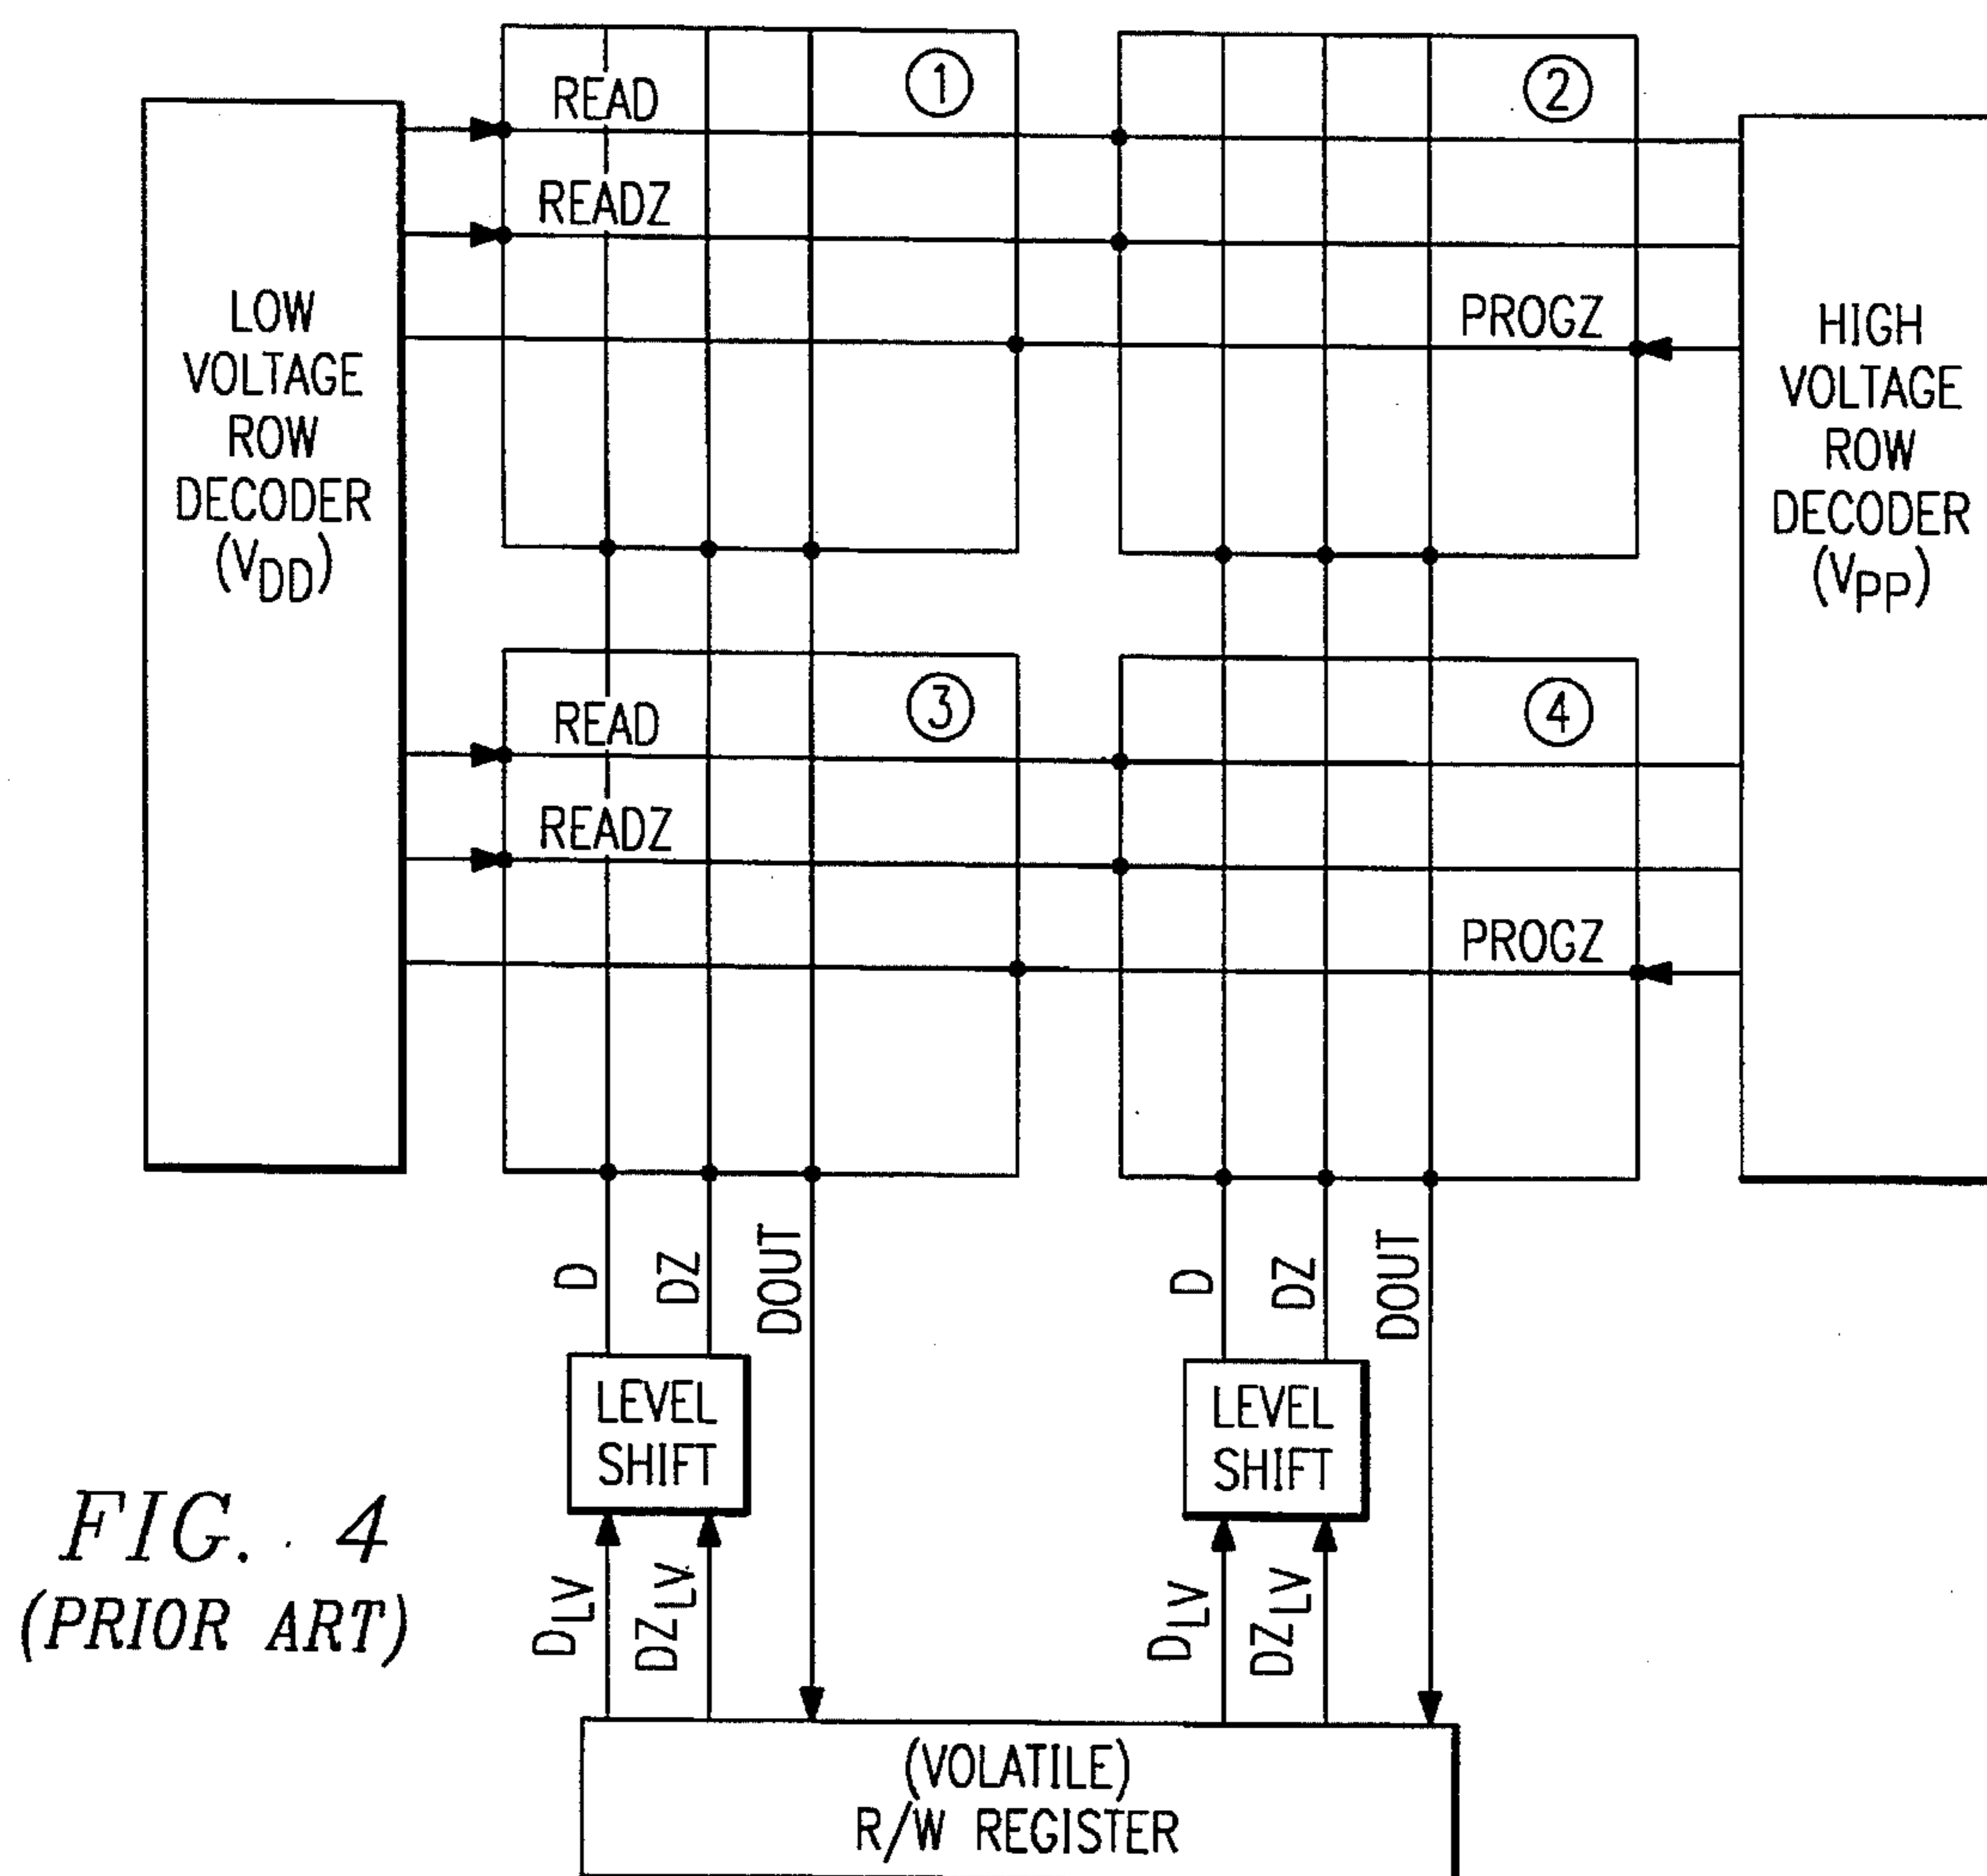 ①
②
READ
READZ
PROGZ
LOW
VOLTAGE
ROW
DECODER
(VDD)
HIGH
VOLTAGE
ROW
DECODER
(VPP)
③
④
READ
READZ
PROGZ
D
DZ
DOUT
D
DZ
DOUT
LEVEL
SHIFT
LEVEL
SHIFT
DLV
DZLV
DLV
DZLV
FIG. 4
(PRIOR ART)
(VOLATILE)
R/W REGISTER